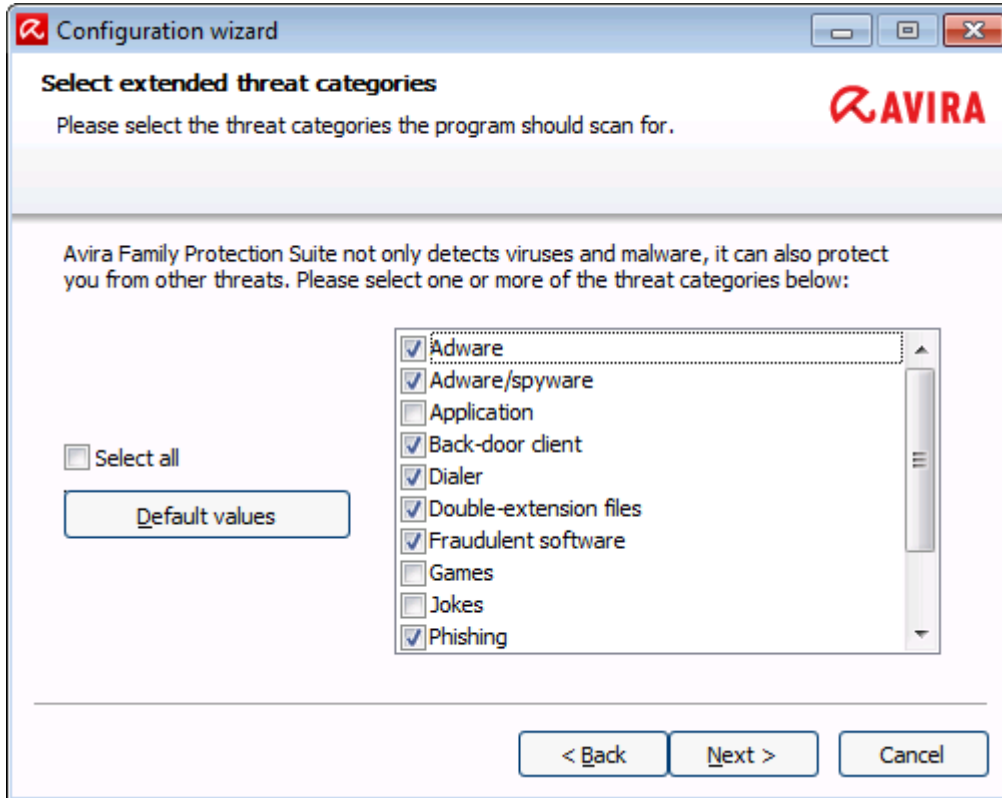 Configuration wizard
Select extended threat categories
Please select the threat categories the program should scan for.
AVIRA
Avira Family Protection Suite not only detects viruses and malware, it can also protect
you from other threats. Please select one or more of the threat categories below:
Adware
Adware/spyware
Application
Back-door client
Select all
Dialer
Default values
Double-extension files
Fraudulent software
Games
Jokes
Phishing
< Back
Next >
Cancel